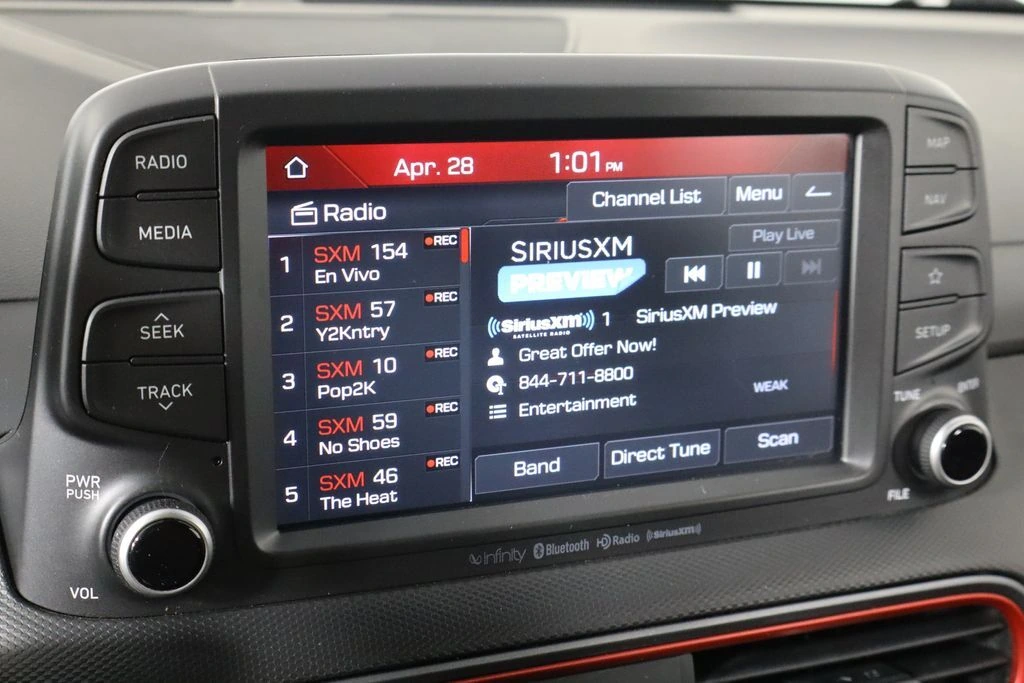 RADIO
MEDIA
SEEK
TRACK
PWR
PUSH
VOL
Apr. 28 1:01 PM
Radio
Channel List Menu
1 SXM 154 REC
En Vivo
2 SXM 57 REC
Y2Kntry
3 SXM 10 REC
Pop2K
4 SXM 59 REC
No Shoes
5 SXM 46 REC
The Heat
SIRIUSXM
PREVIEW
Play Live
((SiriusXM)) 1 SiriusXM Preview
SATELLITE RADIO
Great Offer Now!
844-711-8800
Entertainment
WEAK
Band Direct Tune Scan
infinity Bluetooth HD Radio ((SiriusXM))
MAP
NAV
SETUP
TUNE
ENTER
FILE